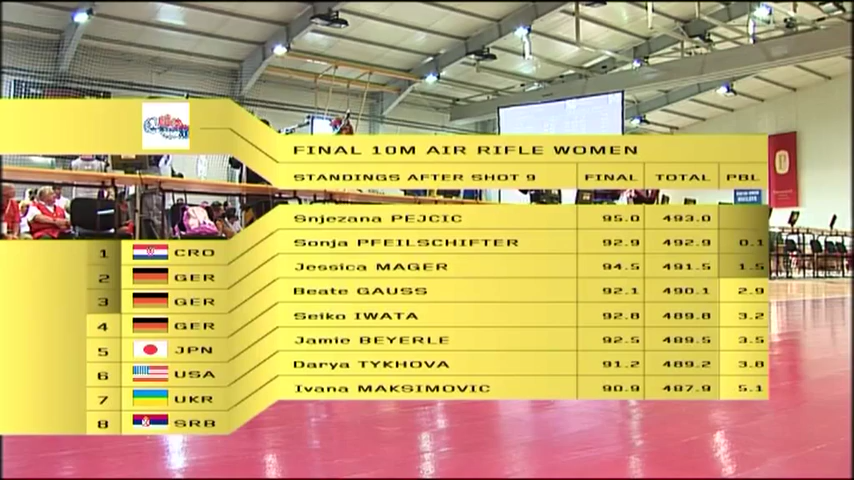 FINAL 10M AIR RIFLE WOMEN
STANDINGS AFTER SHOT 9 FINAL TOTAL PBL
1 CRO Snjezana PEJCIC 95.0 493.0
2 GER Sonja PFEILSCHIFTER 92.9 492.9 0.1
3 GER Jessica MAGER 94.5 491.5 1.5
4 GER Beate GAUSS 92.1 490.1 2.9
5 JPN Seiko IWATA 92.8 489.8 3.2
6 USA Jamie BEYERLE 92.5 489.5 3.5
7 UKR Darya TYKHOVA 91.2 489.2 3.8
8 SRB Ivana MAKSIMOVIC 90.9 487.9 5.1